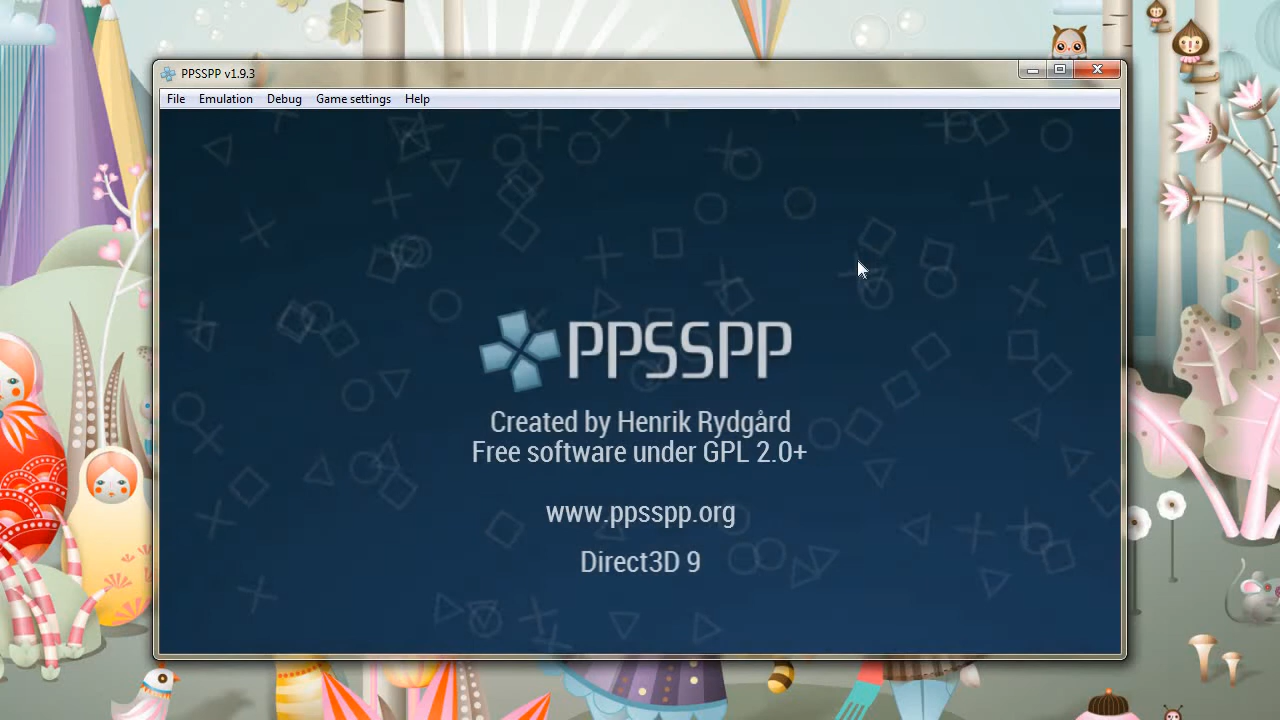 PPSSPP v1.9.3
File Emulation Debug Game settings Help
PPSSPP
Created by Henrik Rydgård
Free software under GPL 2.0+
www.ppsspp.org
Direct3D 9